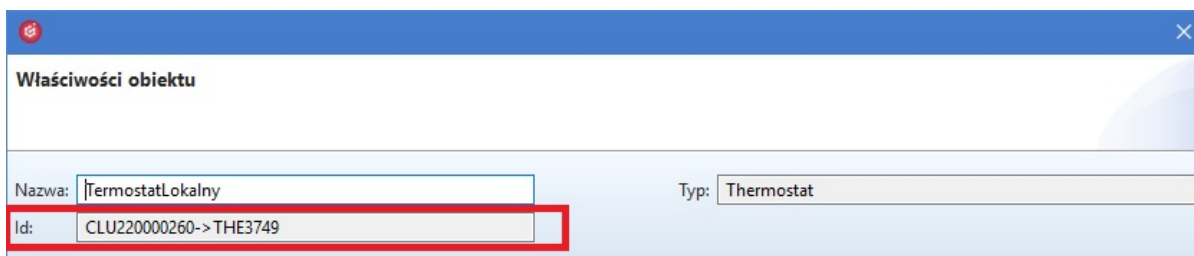 Właściwości obiektu
Nazwa: TermostatLokalny Typ: Thermostat
Id: CLU220000260->THE3749